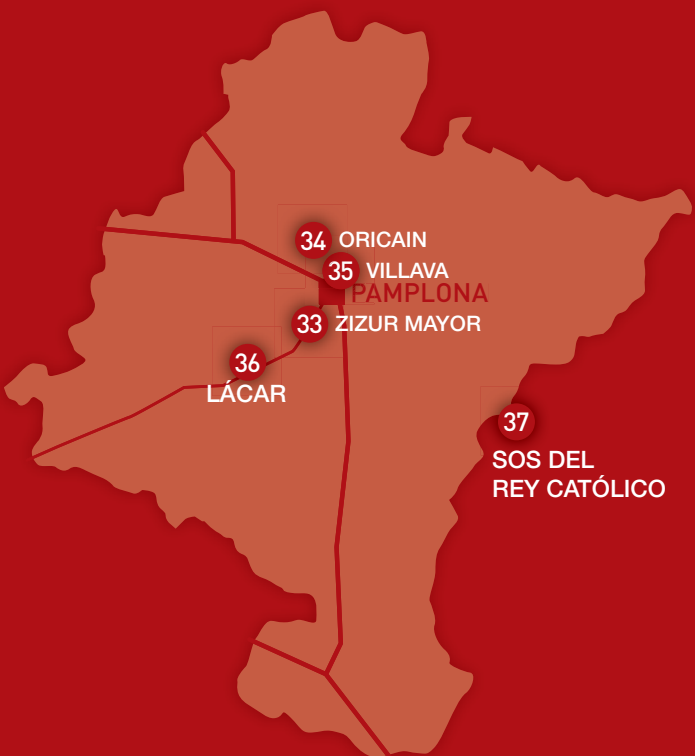 34 ORICAIN
35 VILLAVA
PAMPLONA
33 ZIZUR MAYOR
36
LÁCAR
37
SOS DEL
REY CATÓLICO